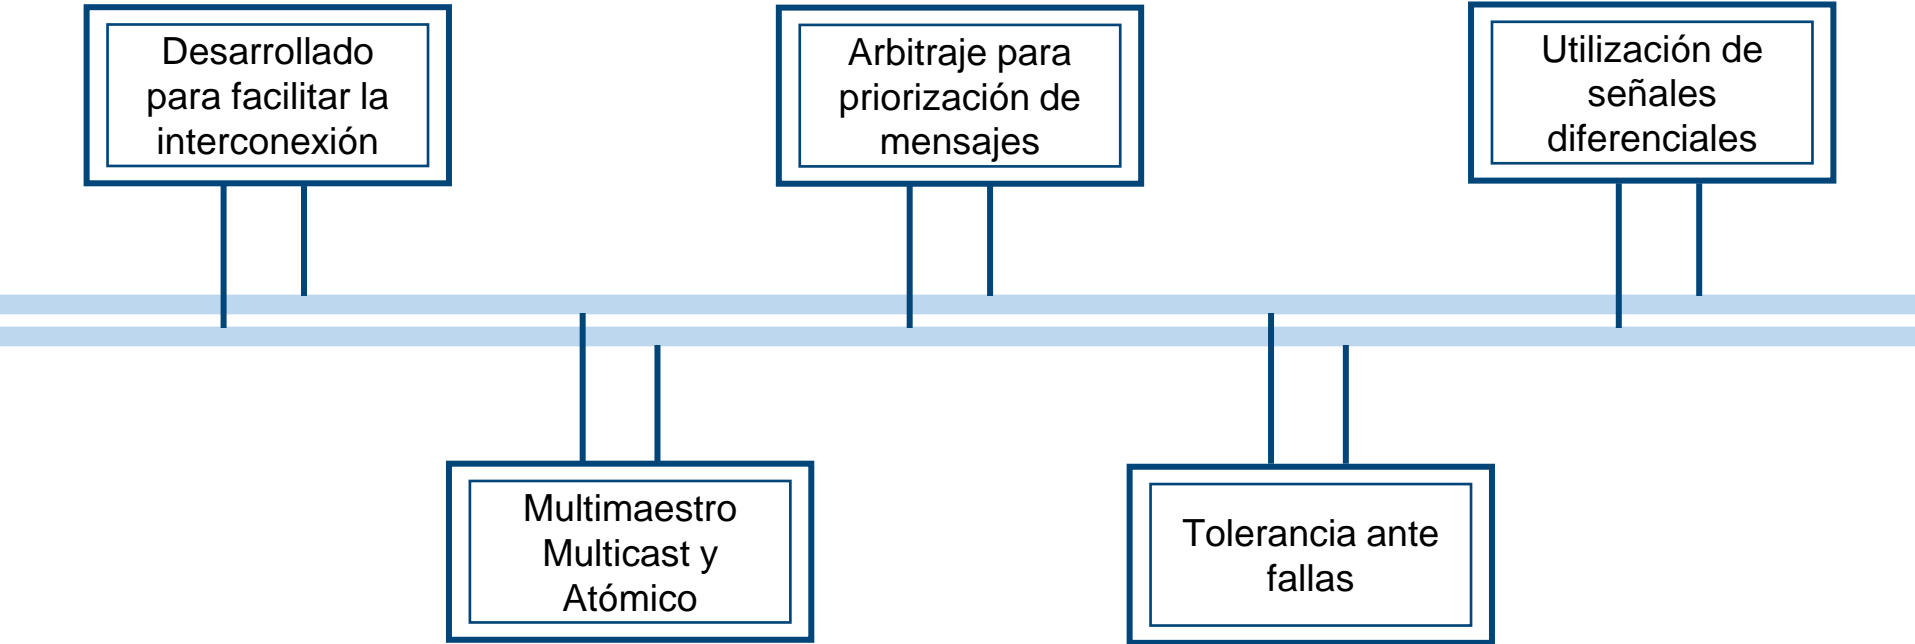 Desarrollado
para facilitar la
interconexión
Arbitraje para
priorización de
mensajes
Utilización de
señales
diferenciales
Multimaestro
Multicast y
Atómico
Tolerancia ante
fallas